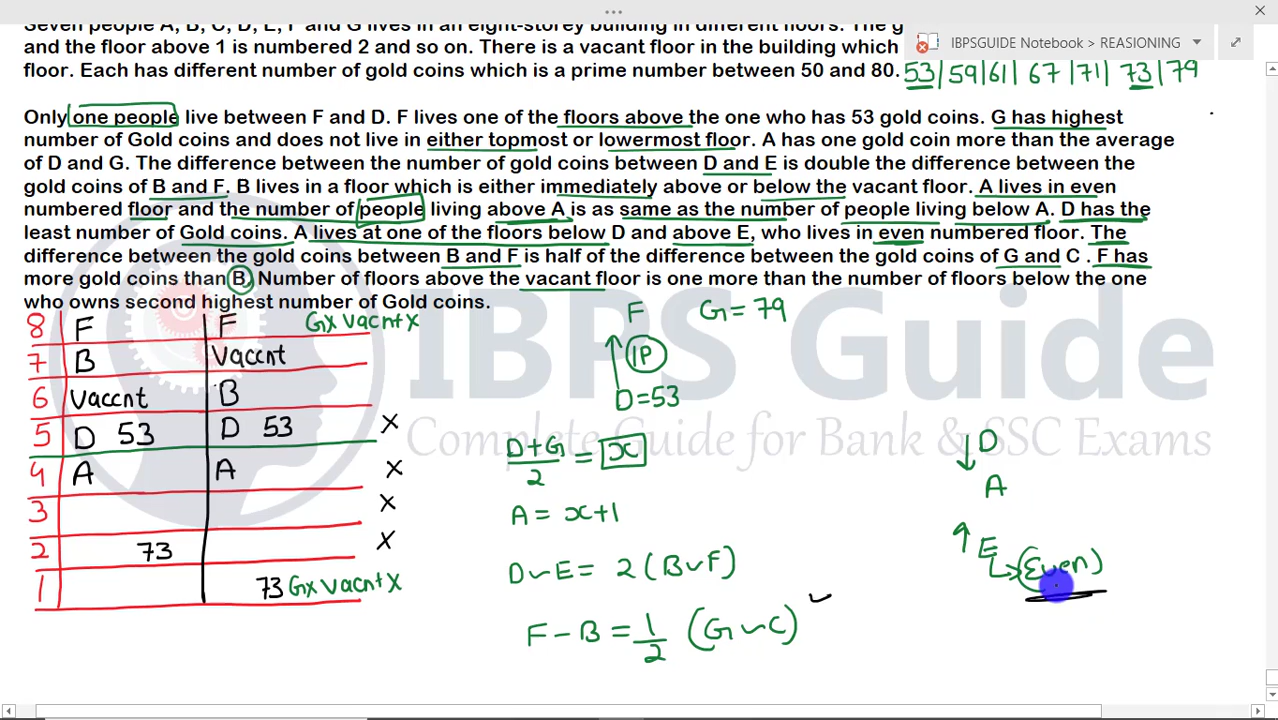 Seven people A, B, C, D, E, F and G lives in an eight-storey building in different floors. The g
and the floor above 1 is numbered 2 and so on. There is a vacant floor in the building which
floor. Each has different number of gold coins which is a prime number between 50 and 80.
IBPSGUIDE Notebook > REASIONING
53|59|61| 67 |71| 73|79
Only one people live between F and D. F lives one of the floors above the one who has 53 gold coins. G has highest
number of Gold coins and does not live in either topmost or lowermost floor. A has one gold coin more than the average
of D and G. The difference between the number of gold coins between D and E is double the difference between the
gold coins of B and F. B lives in a floor which is either immediately above or below the vacant floor. A lives in even
numbered floor and the number of people living above A is as same as the number of people living below A. D has the
least number of Gold coins. A lives at one of the floors below D and above E, who lives in even numbered floor. The
difference between the gold coins between B and F is half of the difference between the gold coins of G and C . F has
more gold coins than B. Number of floors above the vacant floor is one more than the number of floors below the one
who owns second highest number of Gold coins.
8 F F Gx Vacnt x
7 B Vaccnt
6 Vaccnt B
5 D 53 D 53 x
4 A A x
3 x
2 73 x
1 73 Gx Vacnt x
F G = 79
1P
D = 53
D+G/2 = x
A = x+1
D~E = 2 (B~F)
F - B = 1/2 (G~C)
D
A
E
(Even)
IBPS Guide
Complete Guide for Bank & SSC Exams